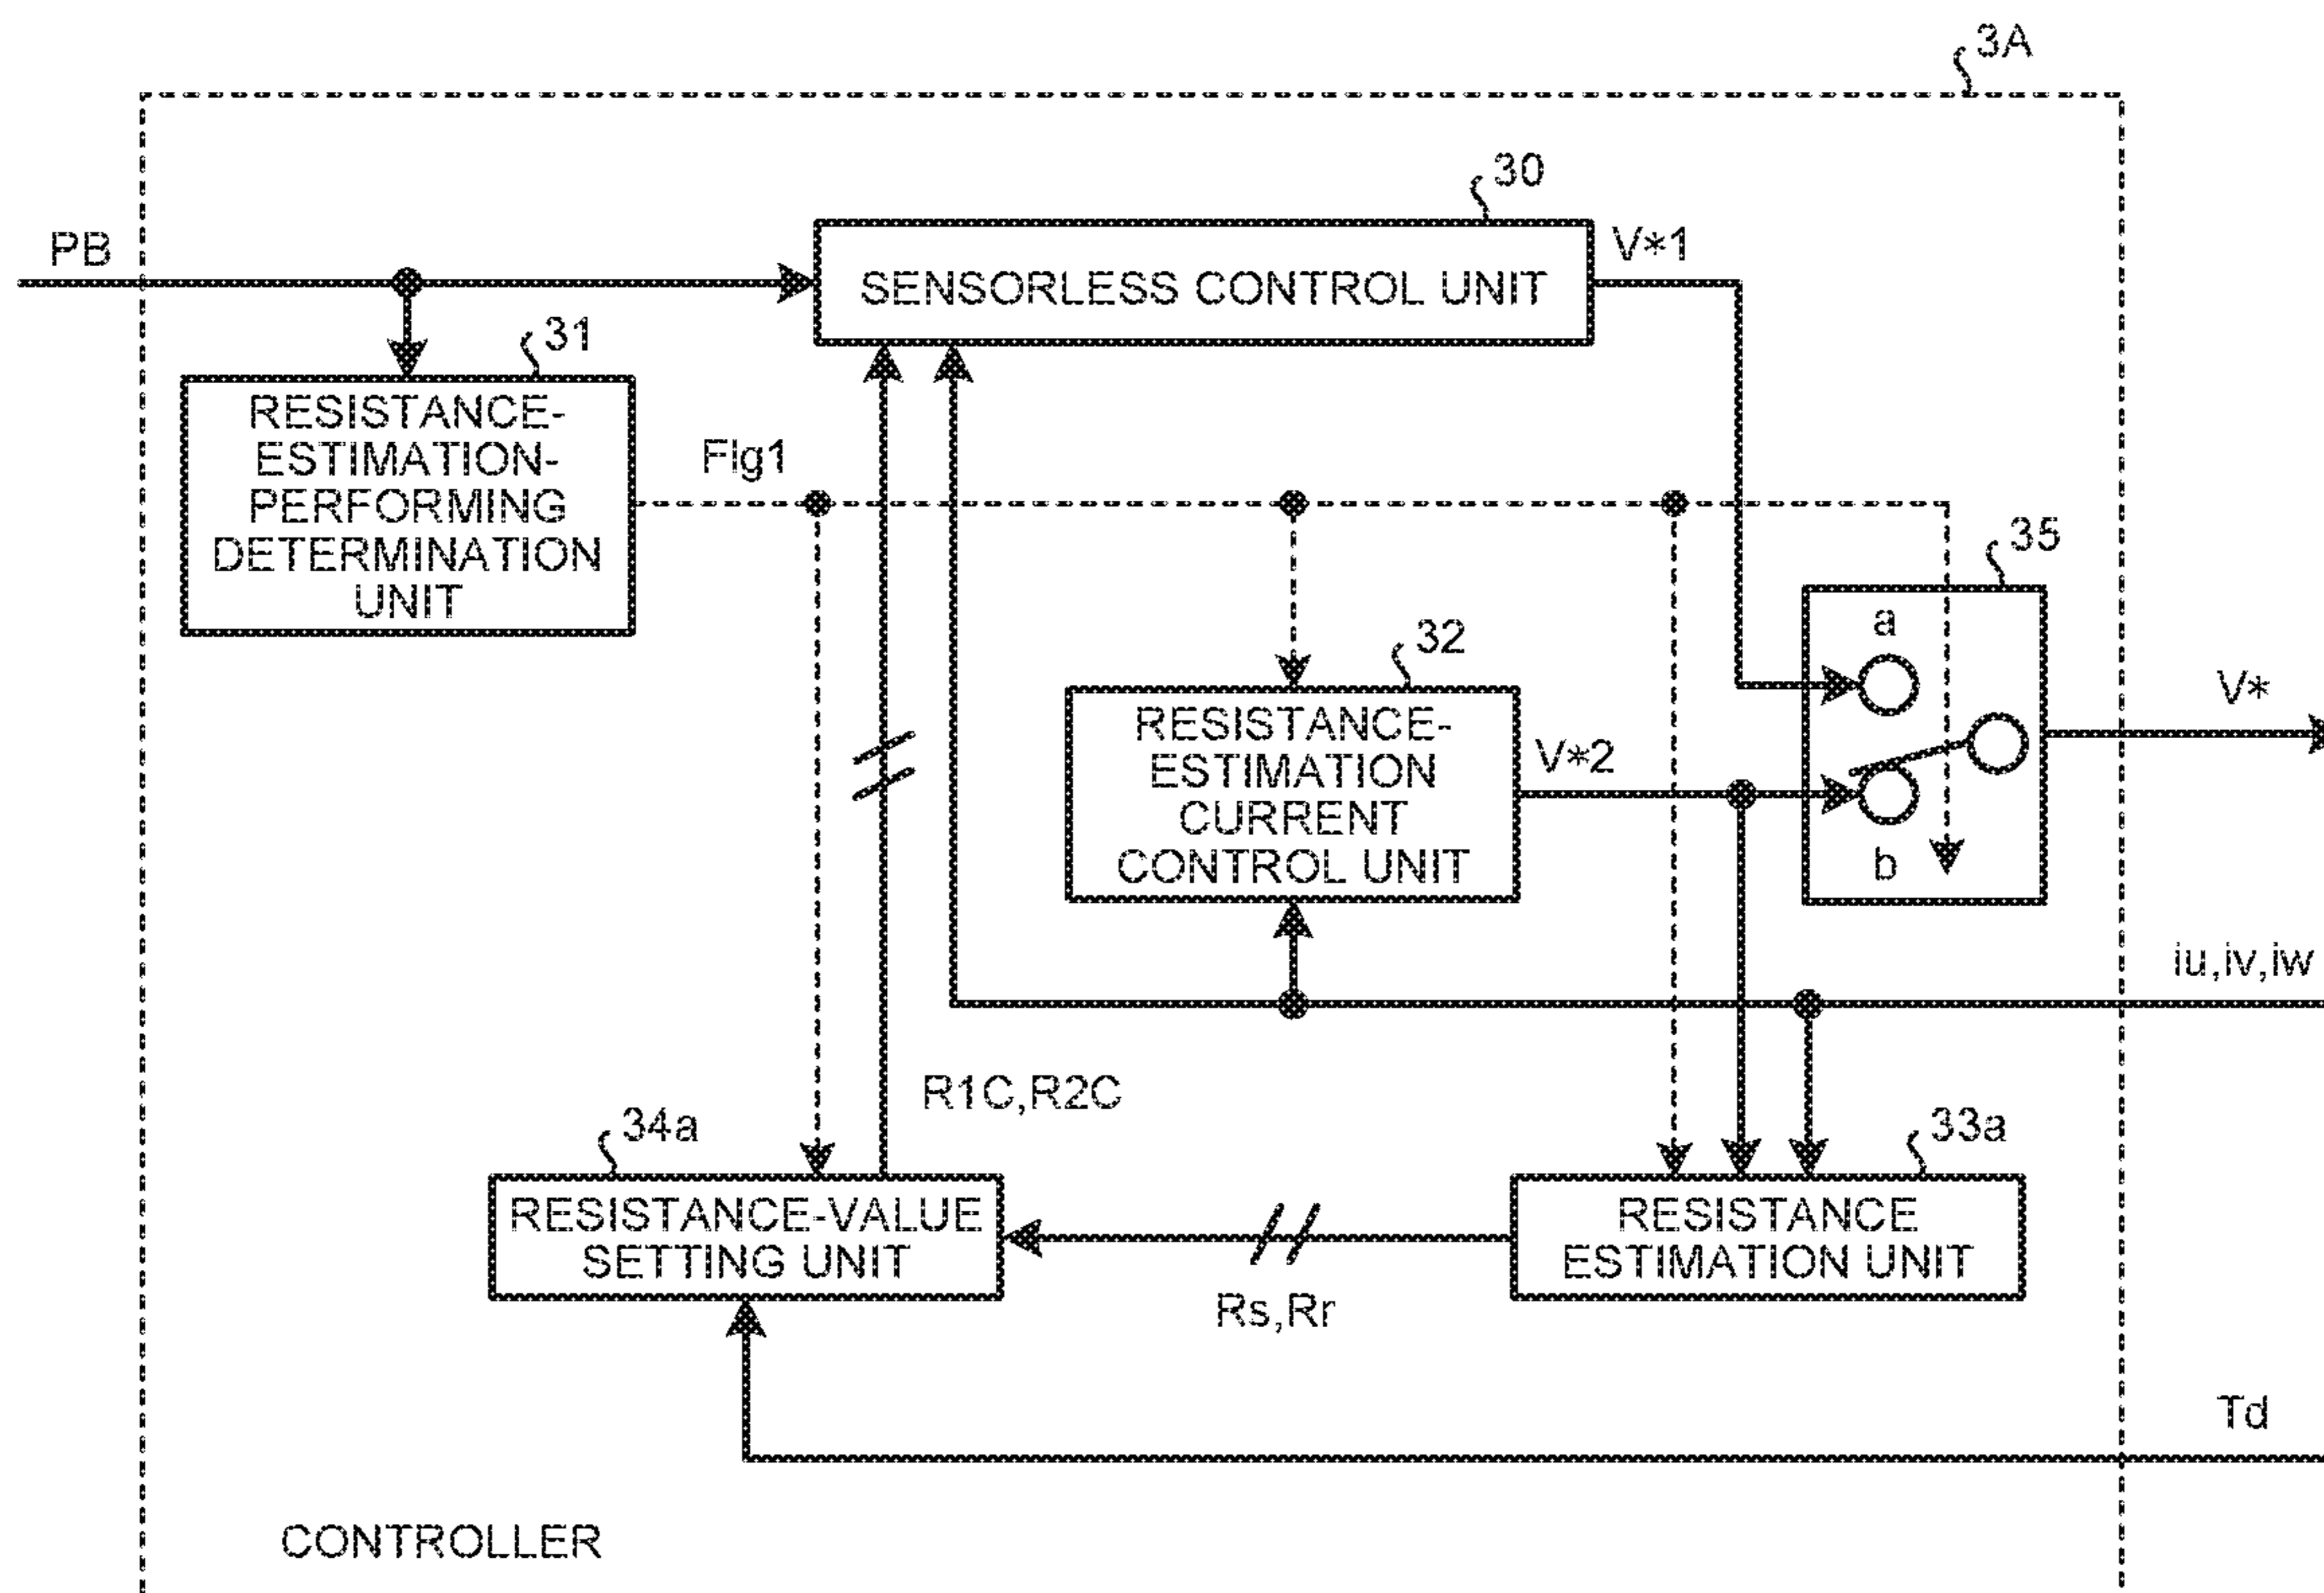 3A
30
PB
V*1
SENSORLESS CONTROL UNIT
31
RESISTANCE-
ESTIMATION-
PERFORMING
DETERMINATION
UNIT
Flg1
35
a
32
V*
RESISTANCE-
ESTIMATION
CURRENT
CONTROL UNIT
V*2
b
iu,iv,iw
R1C,R2C
34a
33a
RESISTANCE-VALUE
SETTING UNIT
RESISTANCE
ESTIMATION UNIT
Rs,Rr
Td
CONTROLLER